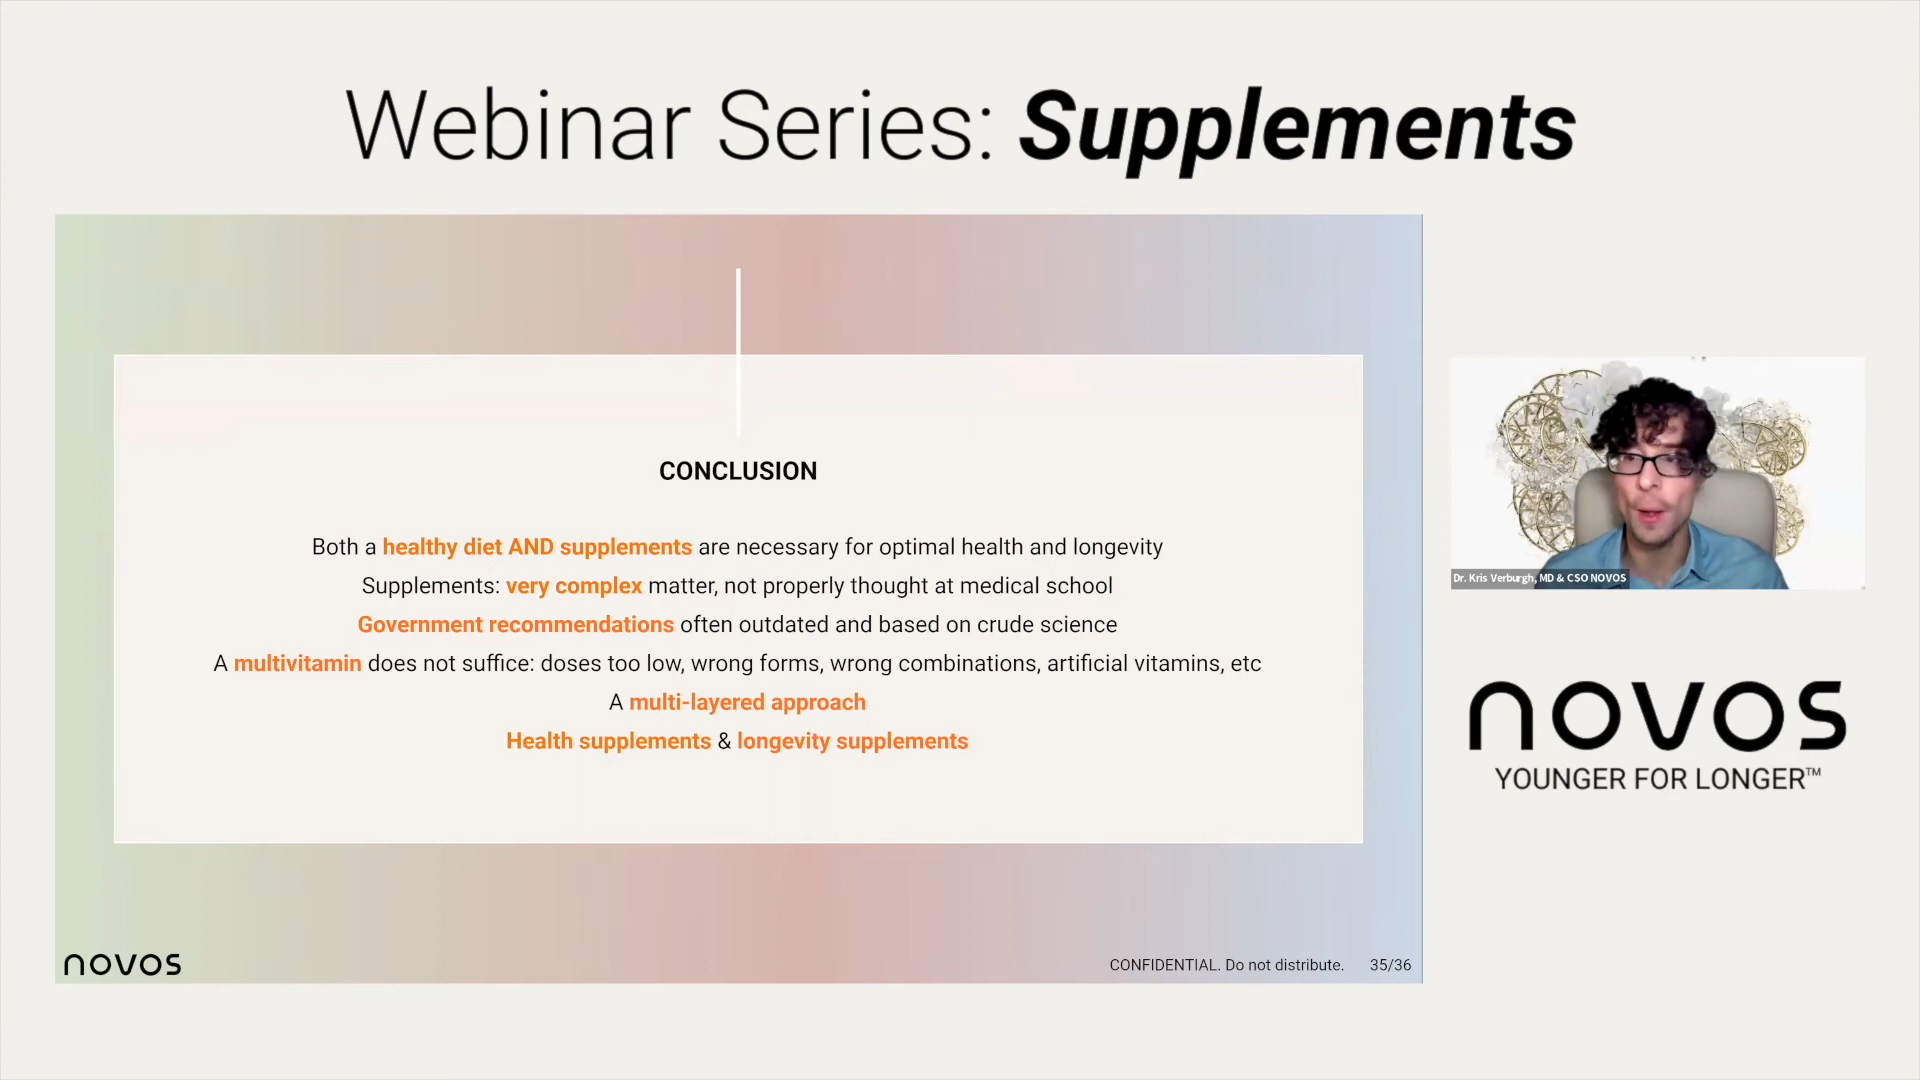 Webinar Series: Supplements
CONCLUSION
Both a healthy diet AND supplements are necessary for optimal health and longevity
Supplements: very complex matter, not properly thought at medical school
Government recommendations often outdated and based on crude science
A multivitamin does not suffice: doses too low, wrong forms, wrong combinations, artificial vitamins, etc
A multi-layered approach
Health supplements & longevity supplements
novos
CONFIDENTIAL. Do not distribute. 35/36
Dr. Kris Verburgh, MD & CSO NOVOS
novos
YOUNGER FOR LONGER™